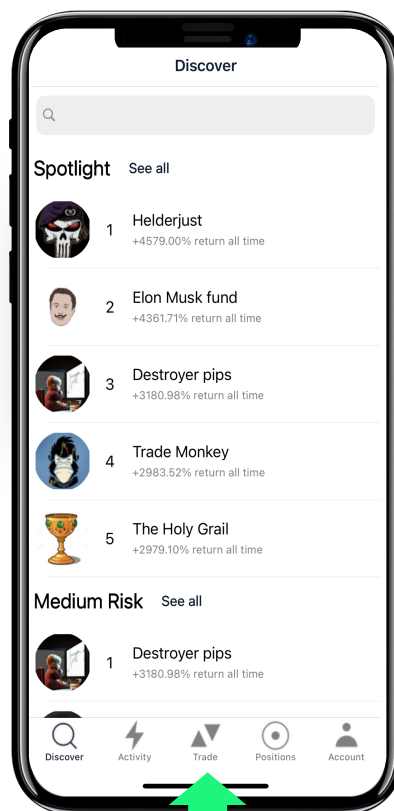 Discover
Spotlight See all
1 Helderjust
+4579.00% return all time
2 Elon Musk fund
+4361.71% return all time
3 Destroyer pips
+3180.98% return all time
4 Trade Monkey
+2983.52% return all time
5 The Holy Grail
+2979.10% return all time
Medium Risk See all
1 Destroyer pips
+3180.98% return all time
Discover Activity Trade Positions Account